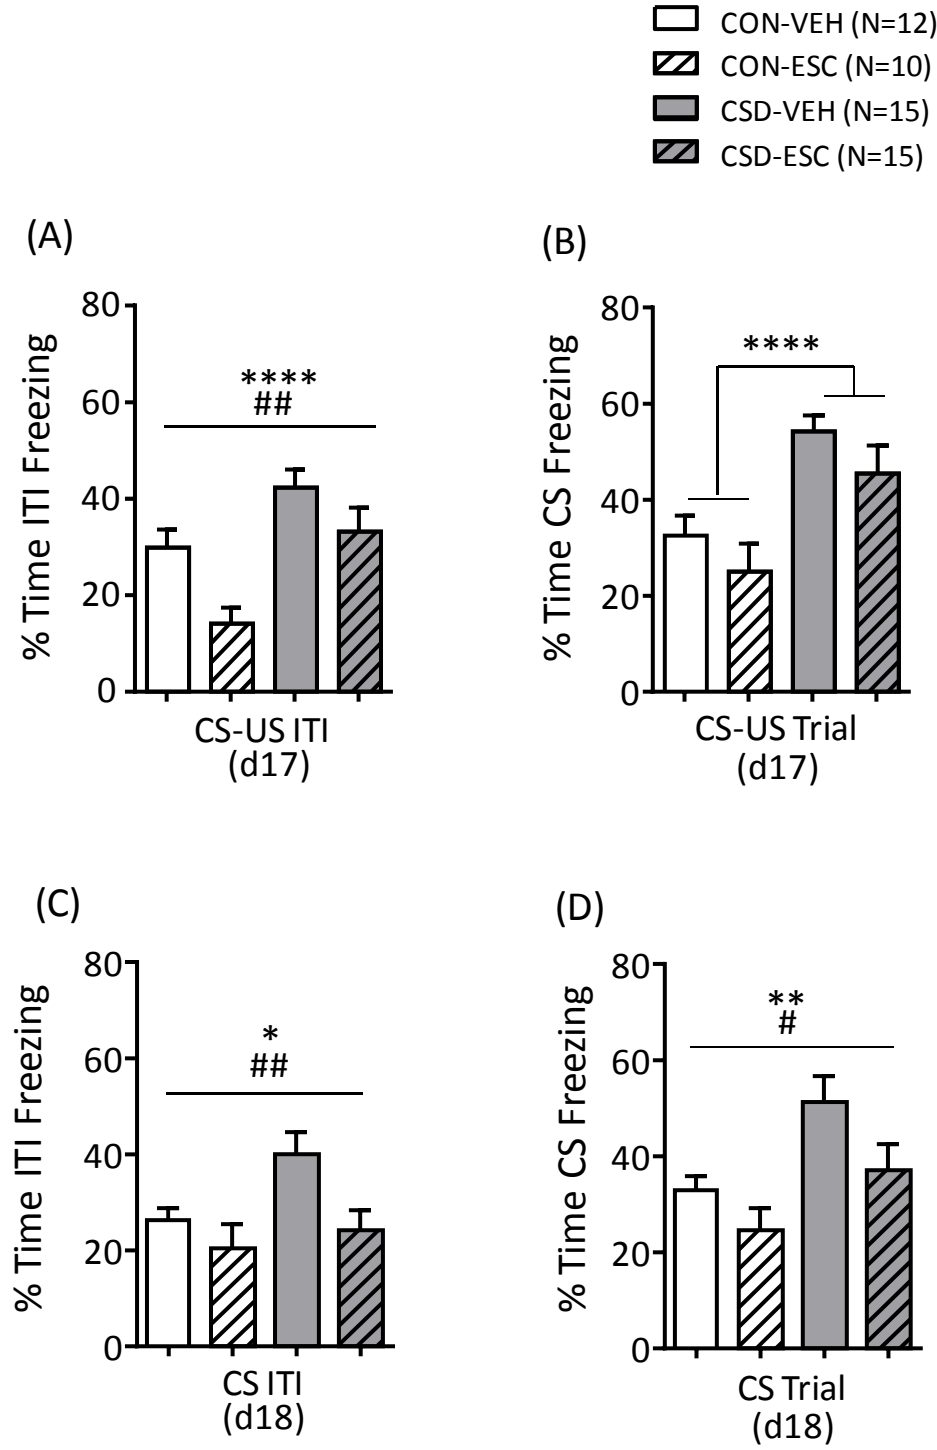 CON-VEH (N=12)
CON-ESC (N=10)
CSD-VEH (N=15)
CSD-ESC (N=15)
(A)
80
60
40
20
0
% Time ITI Freezing
****
##
CS-US ITI
(d17)
(B)
80
60
40
20
0
% Time CS Freezing
****
CS-US Trial
(d17)
(C)
80
60
40
20
0
% Time ITI Freezing
*
##
CS ITI
(d18)
(D)
80
60
40
20
0
% Time CS Freezing
**
#
CS Trial
(d18)